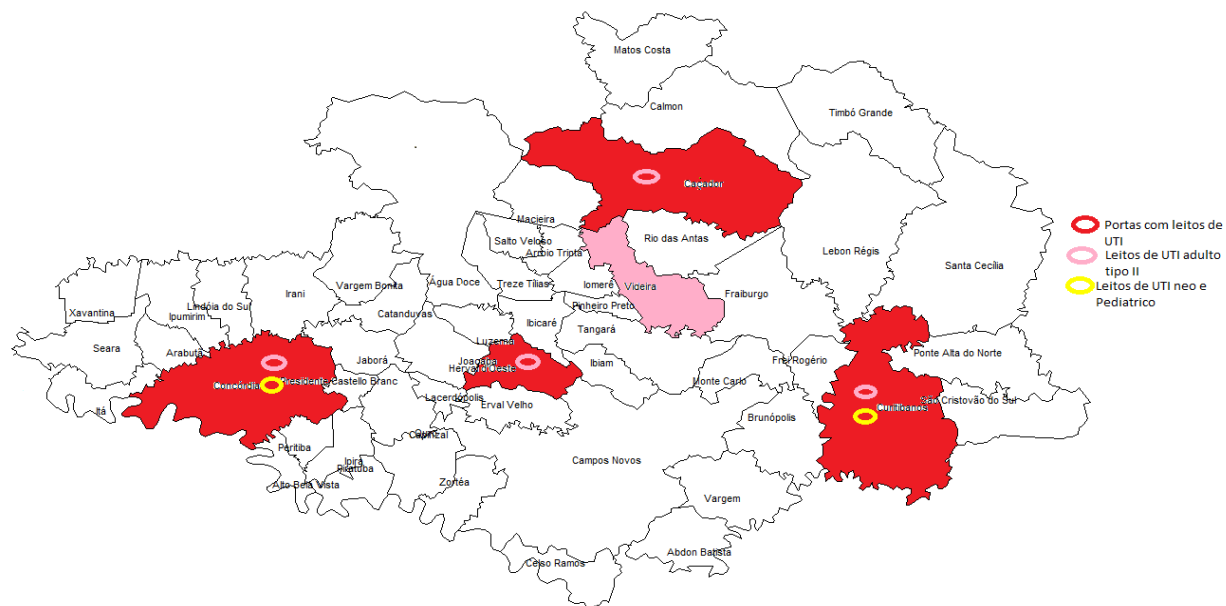 Matos Costa
Calmon
Timbó Grande
Caçador
Macieira
Salto Veloso
Arroio Trinta
Rio das Antas
Lebon Régis
Santa Cecília
Portas com leitos de
UTI
Leitos de UTI adulto
tipo II
Leitos de UTI neo e
Pediatrico
Xavantina
Lindóia do Sul
Ipumirim
Irani
Vargem Bonita
Água Doce
Treze Tílias
Iomerê
Videira
Fraiburgo
Catanduvas
Pinheiro Preto
Ibicaré
Tangará
Seara
Arabutã
Jaborá
Luzerna
Joaçaba
Herval d'Oeste
Ibiam
Frei Rogério
Ponte Alta do Norte
Concórdia
Presidente Castello Branc
Monte Carlo
Itá
Lacerdópolis
Erval Velho
Brunópolis
Curitibanos
São Cristovão do Sul
Ouro
Capinzal
Peritiba
Ipira
Piratuba
Campos Novos
Alto Bela Vista
Zortéa
Vargem
Abdon Batista
Celso Ramos